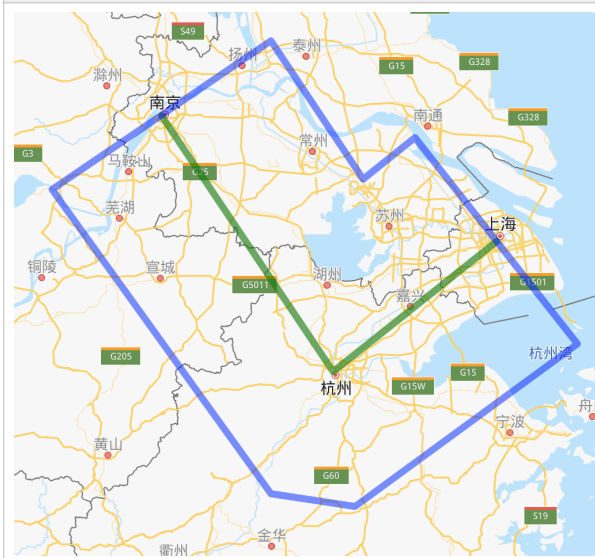 S49
泰州
扬州
G15
G328
滁州
南京
南通
G328
常州
G3
马鞍山
G25
芜湖
苏州
上海
铜陵
宣城
湖州
G5011
嘉兴
G1501
G205
杭州湾
G15
杭州
G15W
舟
宁波
黄山
G60
S19
金华
衢州